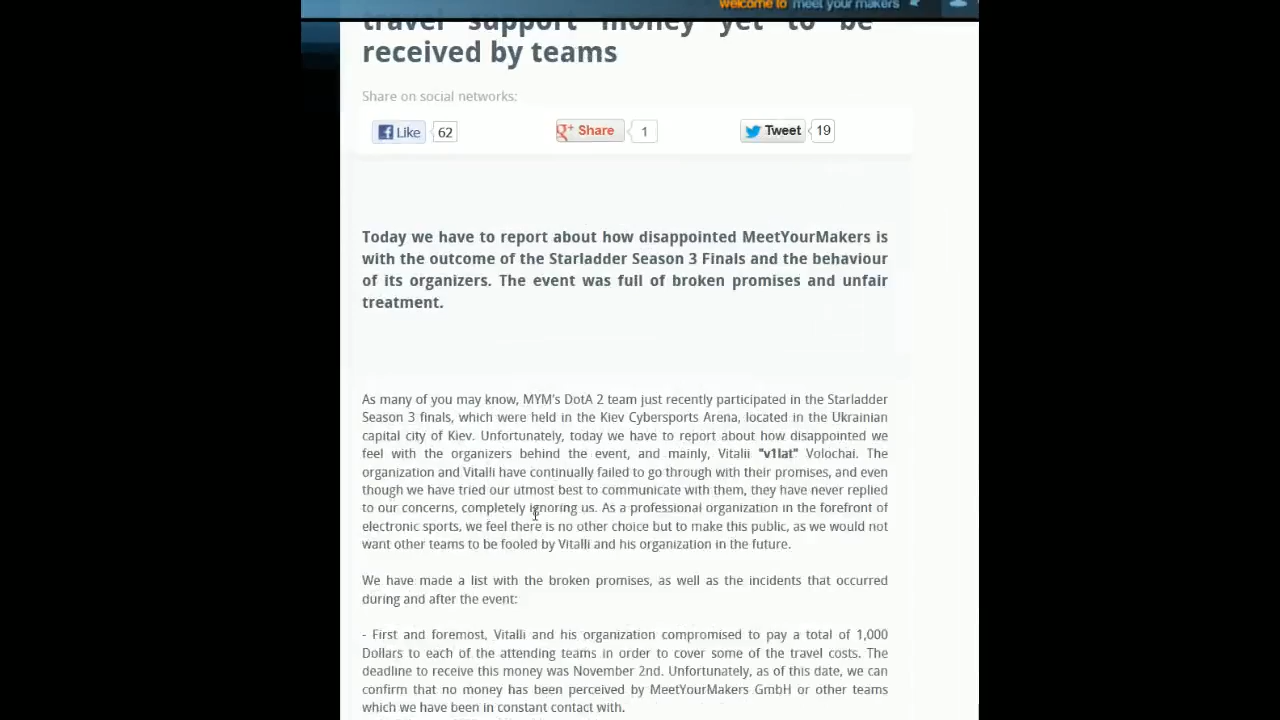 welcome to meet your makers
travel support money yet to be
received by teams
Share on social networks:
Like 62 Share 1 Tweet 19
Today we have to report about how disappointed MeetYourMakers is
with the outcome of the Starladder Season 3 Finals and the behaviour
of its organizers. The event was full of broken promises and unfair
treatment.
As many of you may know, MYM's DotA 2 team just recently participated in the Starladder
Season 3 finals, which were held in the Kiev Cybersports Arena, located in the Ukrainian
capital city of Kiev. Unfortunately, today we have to report about how disappointed we
feel with the organizers behind the event, and mainly, Vitalii "v1lat" Volochai. The
organization and Vitalli have continually failed to go through with their promises, and even
though we have tried our utmost best to communicate with them, they have never replied
to our concerns, completely ignoring us. As a professional organization in the forefront of
electronic sports, we feel there is no other choice but to make this public, as we would not
want other teams to be fooled by Vitalli and his organization in the future.
We have made a list with the broken promises, as well as the incidents that occurred
during and after the event:
- First and foremost, Vitalli and his organization compromised to pay a total of 1,000
Dollars to each of the attending teams in order to cover some of the travel costs. The
deadline to receive this money was November 2nd. Unfortunately, as of this date, we can
confirm that no money has been perceived by MeetYourMakers GmbH or other teams
which we have been in constant contact with.